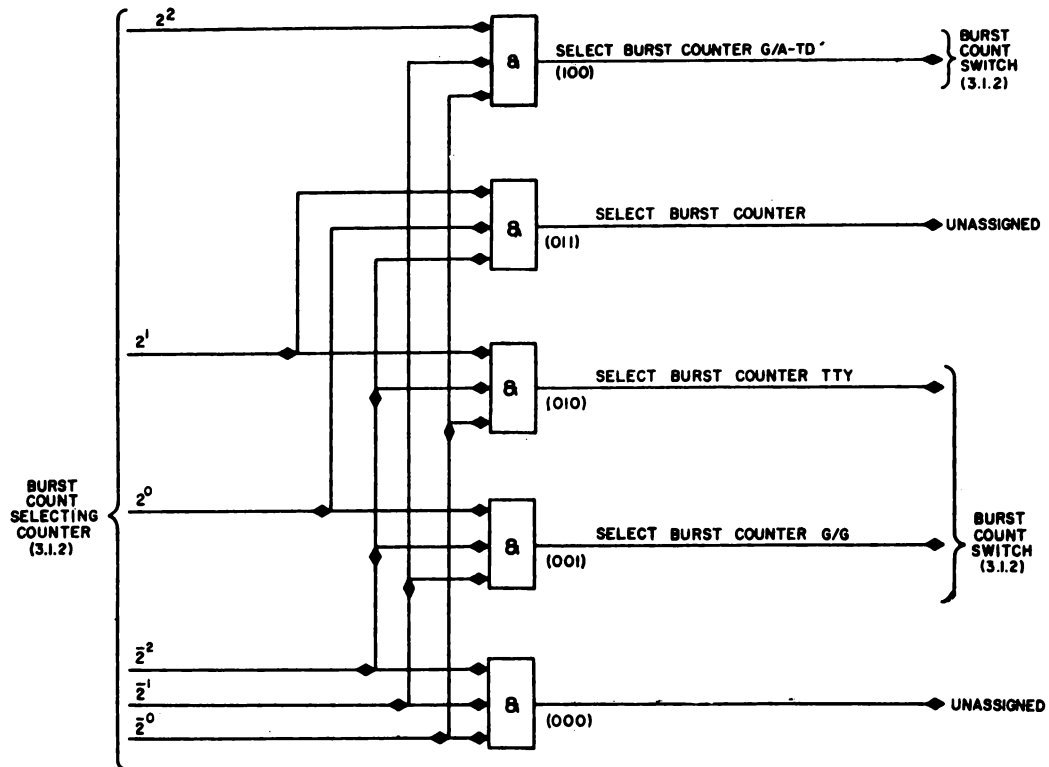 2²
&
SELECT BURST COUNTER G/A-TD
(100)
BURST
COUNT
SWITCH
(3.1.2)
&
SELECT BURST COUNTER
(011)
UNASSIGNED
2¹
&
SELECT BURST COUNTER TTY
(010)
BURST
COUNT
SELECTING
COUNTER
(3.1.2)
2⁰
&
SELECT BURST COUNTER G/G
(001)
BURST
COUNT
SWITCH
(3.1.2)
2̅²
2̅¹
2̅⁰
&
(000)
UNASSIGNED